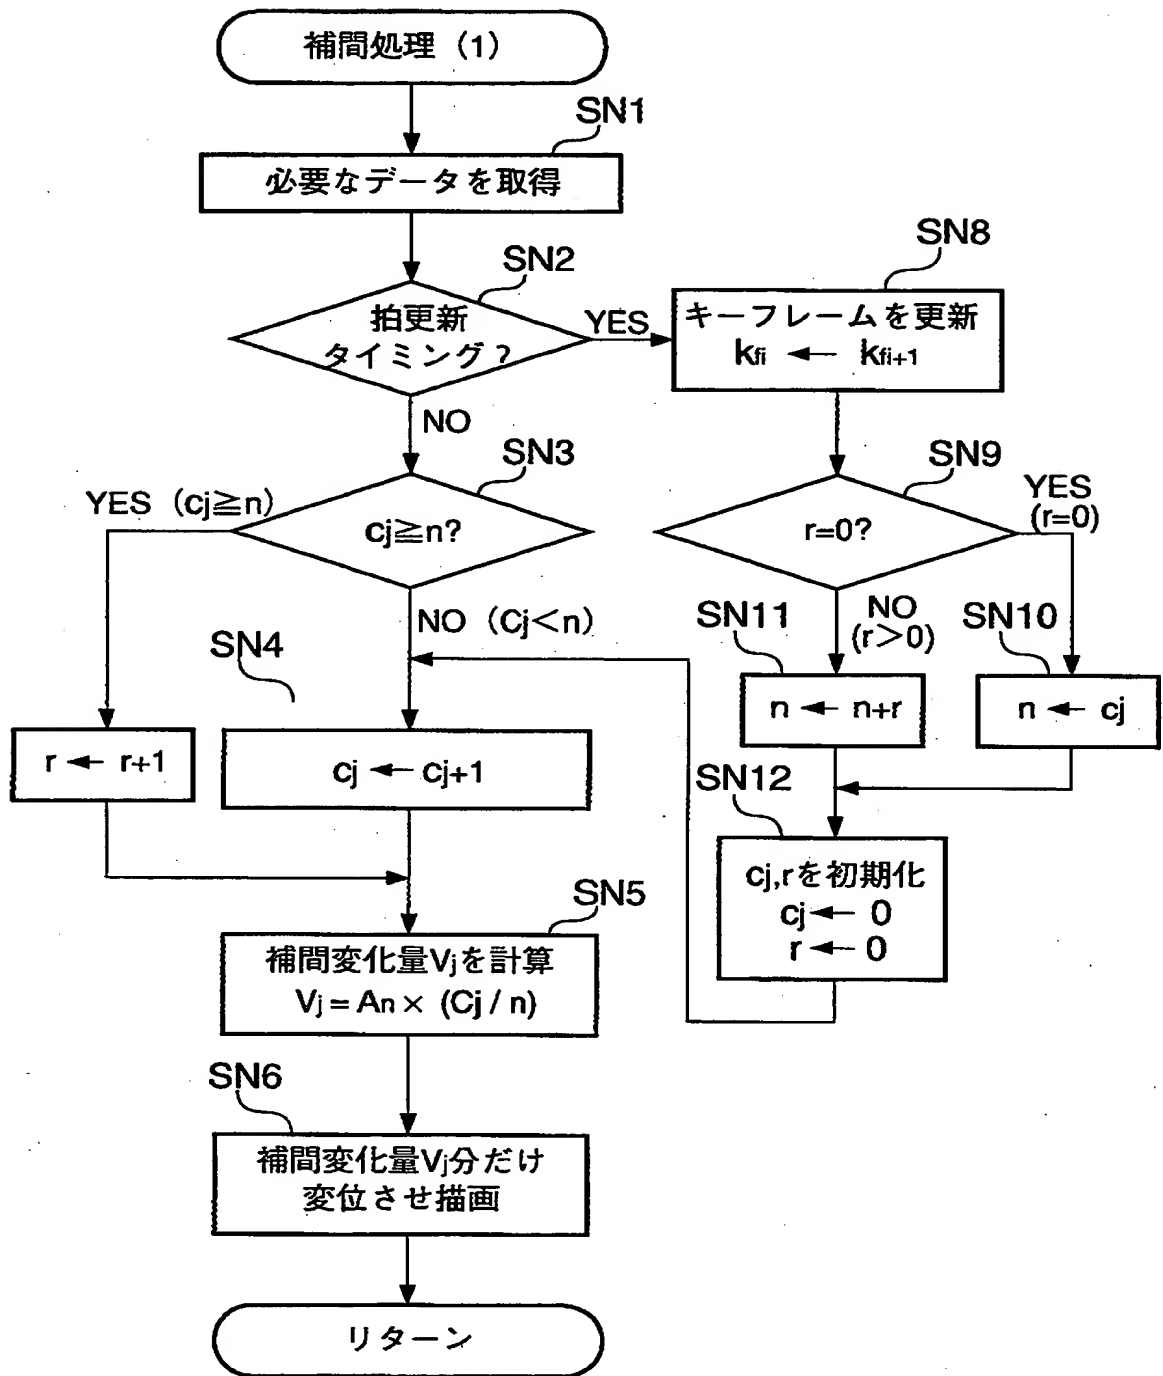 補間処理（1）
SN1
必要なデータを取得
SN2
拍更新
タイミング？
YES
NO
SN8
キーフレームを更新
kfi ← kfi+1
SN3
YES（cj≧n）
cj≧n?
NO（Cj＜n）
SN9
r=0?
YES
(r=0)
NO
(r＞0)
SN11
n ← n+r
SN10
n ← cj
SN4
r ← r+1
cj ← cj+1
SN12
cj,rを初期化
cj ← 0
r ← 0
SN5
補間変化量Vjを計算
Vj = An × (Cj / n)
SN6
補間変化量Vj分だけ
変位させ描画
リターン